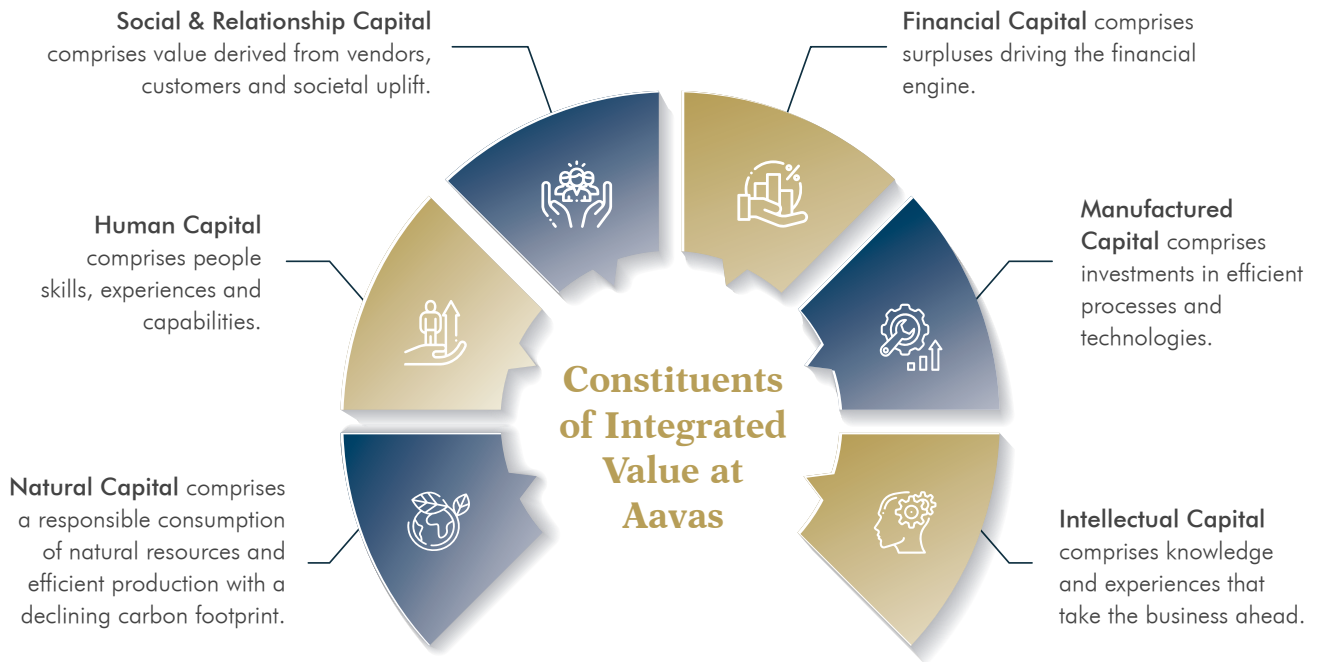 Social & Relationship Capital
comprises value derived from vendors,
customers and societal uplift.
Financial Capital comprises
surpluses driving the financial
engine.
Human Capital
comprises people
skills, experiences and
capabilities.
Manufactured
Capital comprises
investments in efficient
processes and
technologies.
Constituents
of Integrated
Value at
Aavas
Natural Capital comprises
a responsible consumption
of natural resources and
efficient production with a
declining carbon footprint.
Intellectual Capital
comprises knowledge
and experiences that
take the business ahead.
%